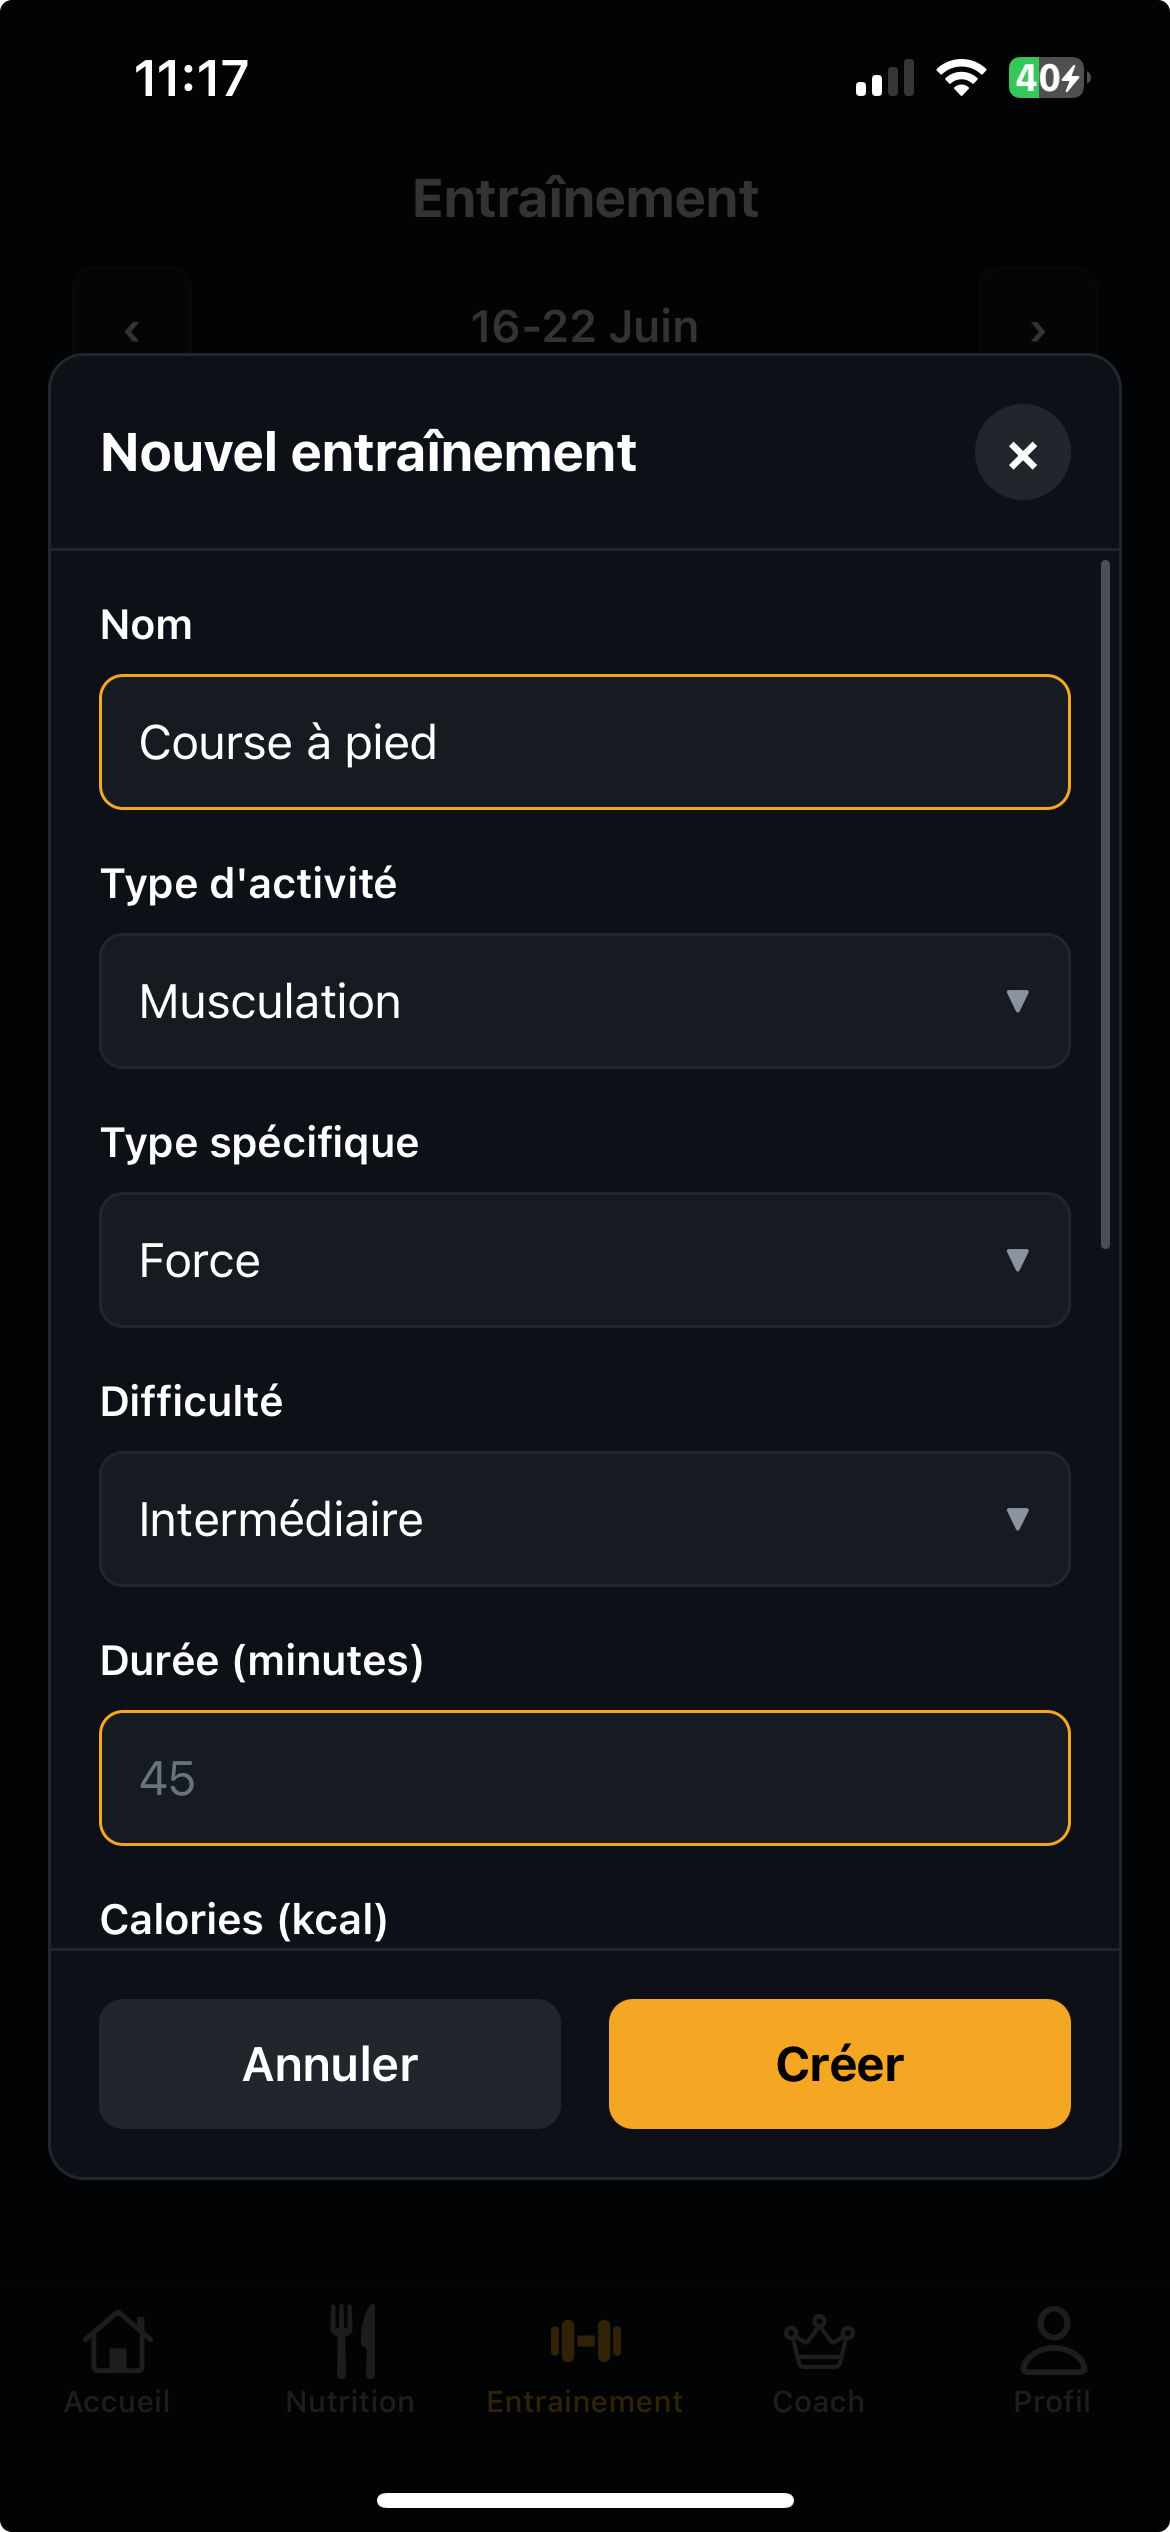 11:17
40
Entraînement
‹ 16-22 Juin ›
Nouvel entraînement
×
Nom
Course à pied
Type d'activité
Musculation
Type spécifique
Force
Difficulté
Intermédiaire
Durée (minutes)
45
Calories (kcal)
Annuler Créer
Accueil Nutrition Entrainement Coach Profil